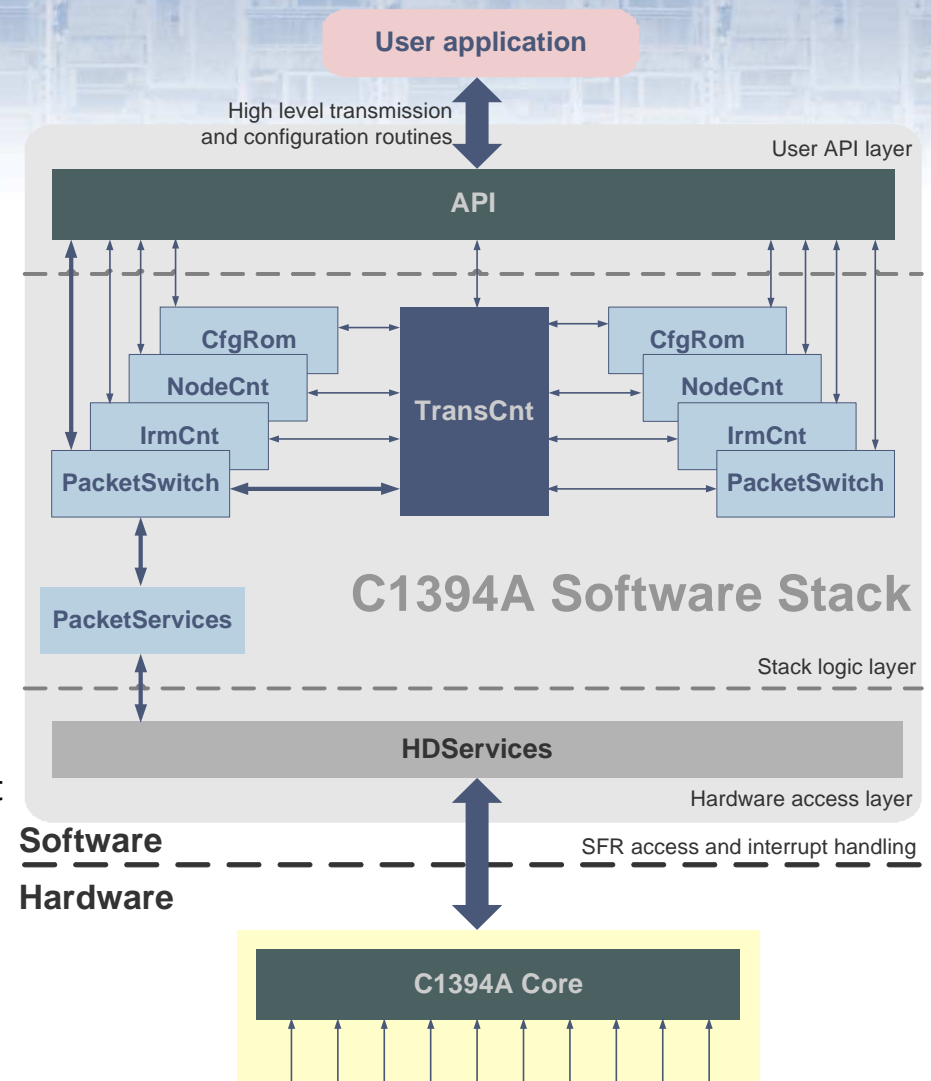 User application
High level transmission
and configuration routines
User API layer
API
CfgRom
NodeCnt
IrmCnt
PacketSwitch
TransCnt
CfgRom
NodeCnt
IrmCnt
PacketSwitch
C1394A Software Stack
PacketServices
Stack logic layer
HDServices
t
Hardware access layer
Software
SFR access and interrupt handling
Hardware
C1394A Core